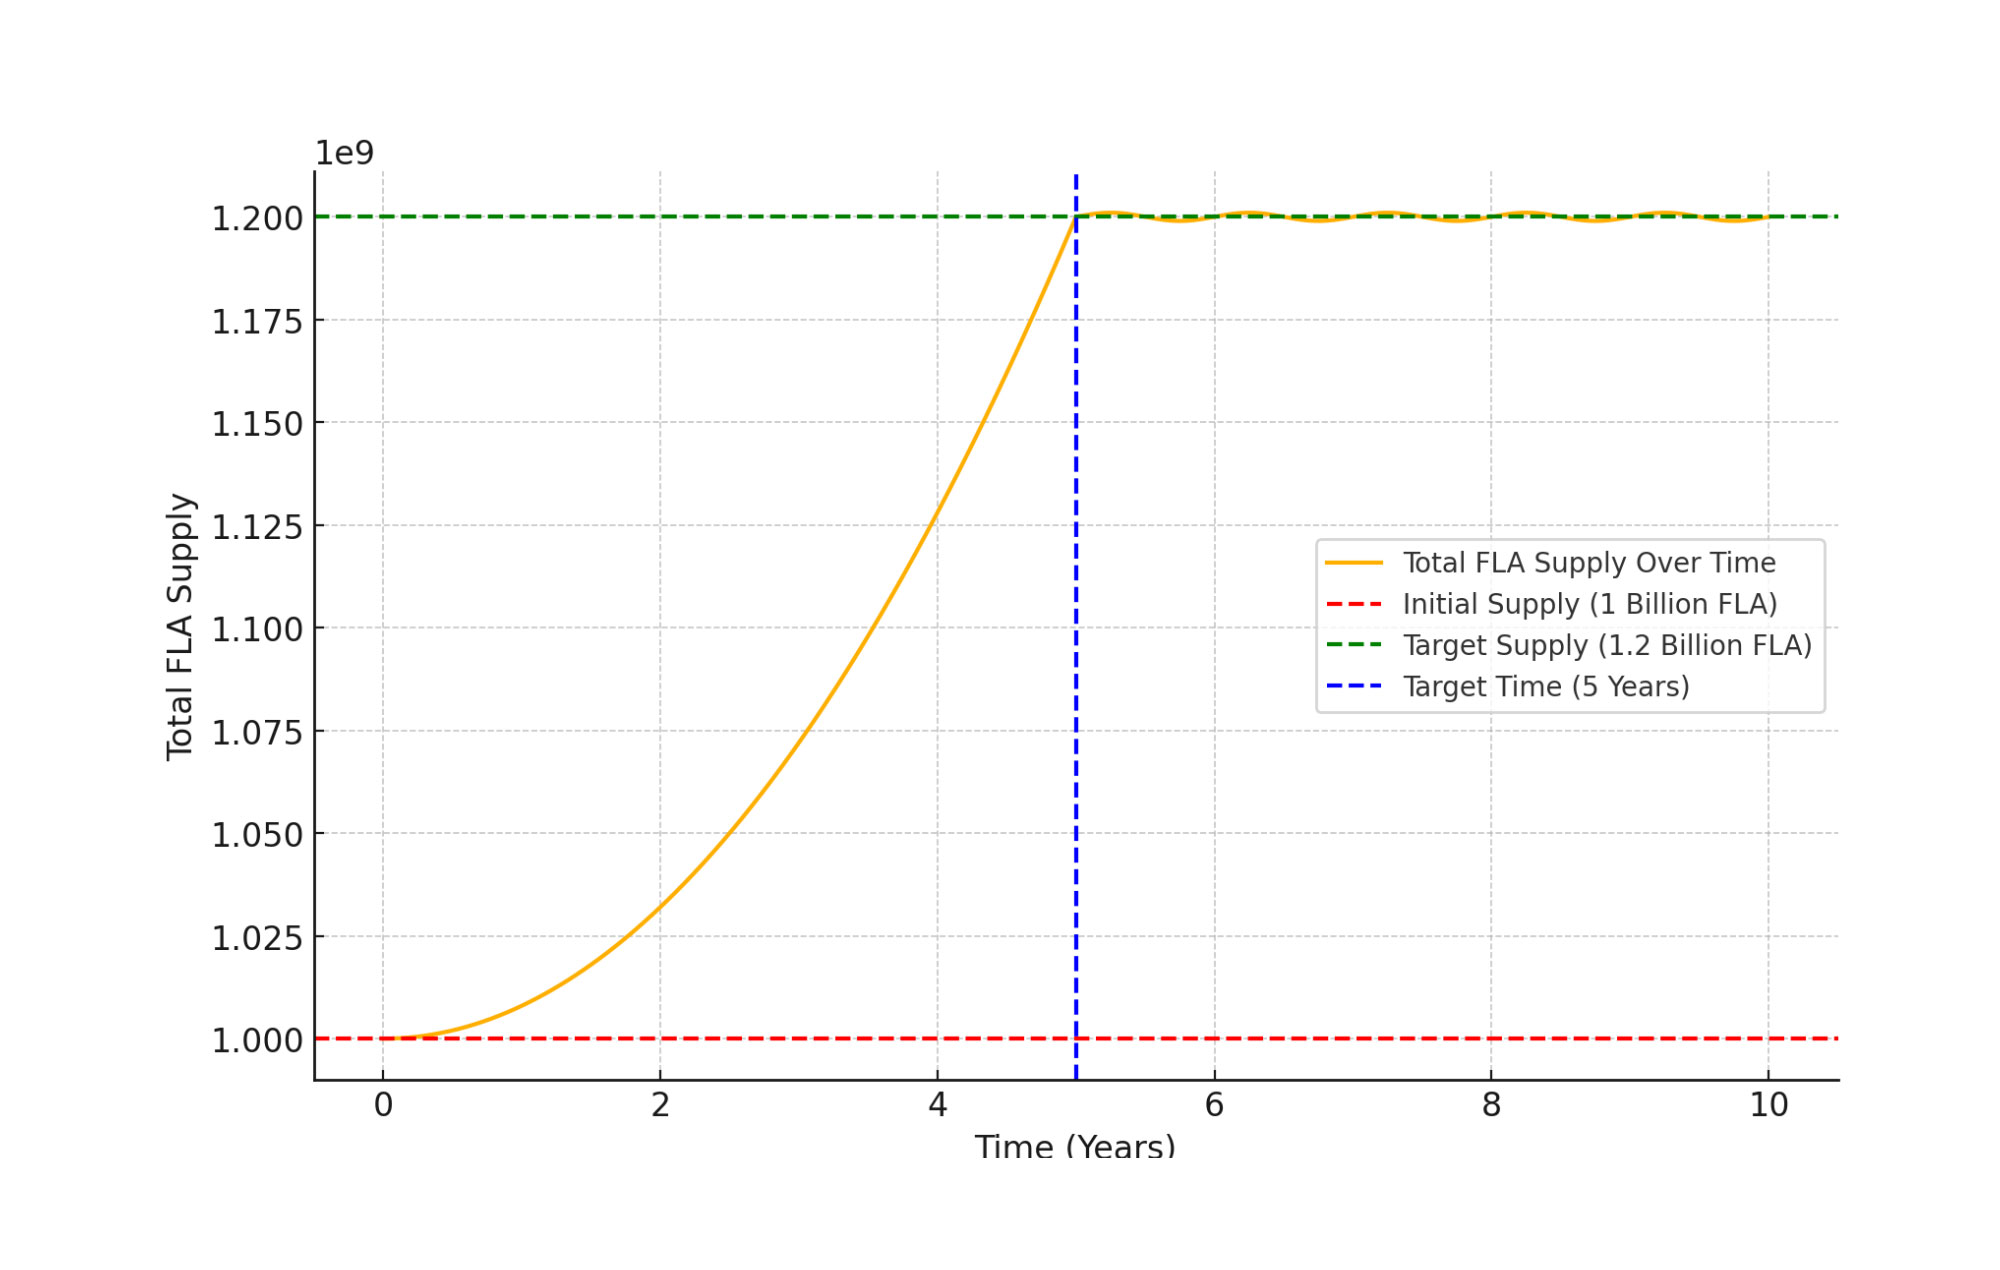 1e9
1.200
1.175
1.150
1.125
1.100
1.075
1.050
1.025
1.000
Total FLA Supply
Total FLA Supply Over Time
Initial Supply (1 Billion FLA)
Target Supply (1.2 Billion FLA)
Target Time (5 Years)
0 2 4 6 8 10
Time (Years)